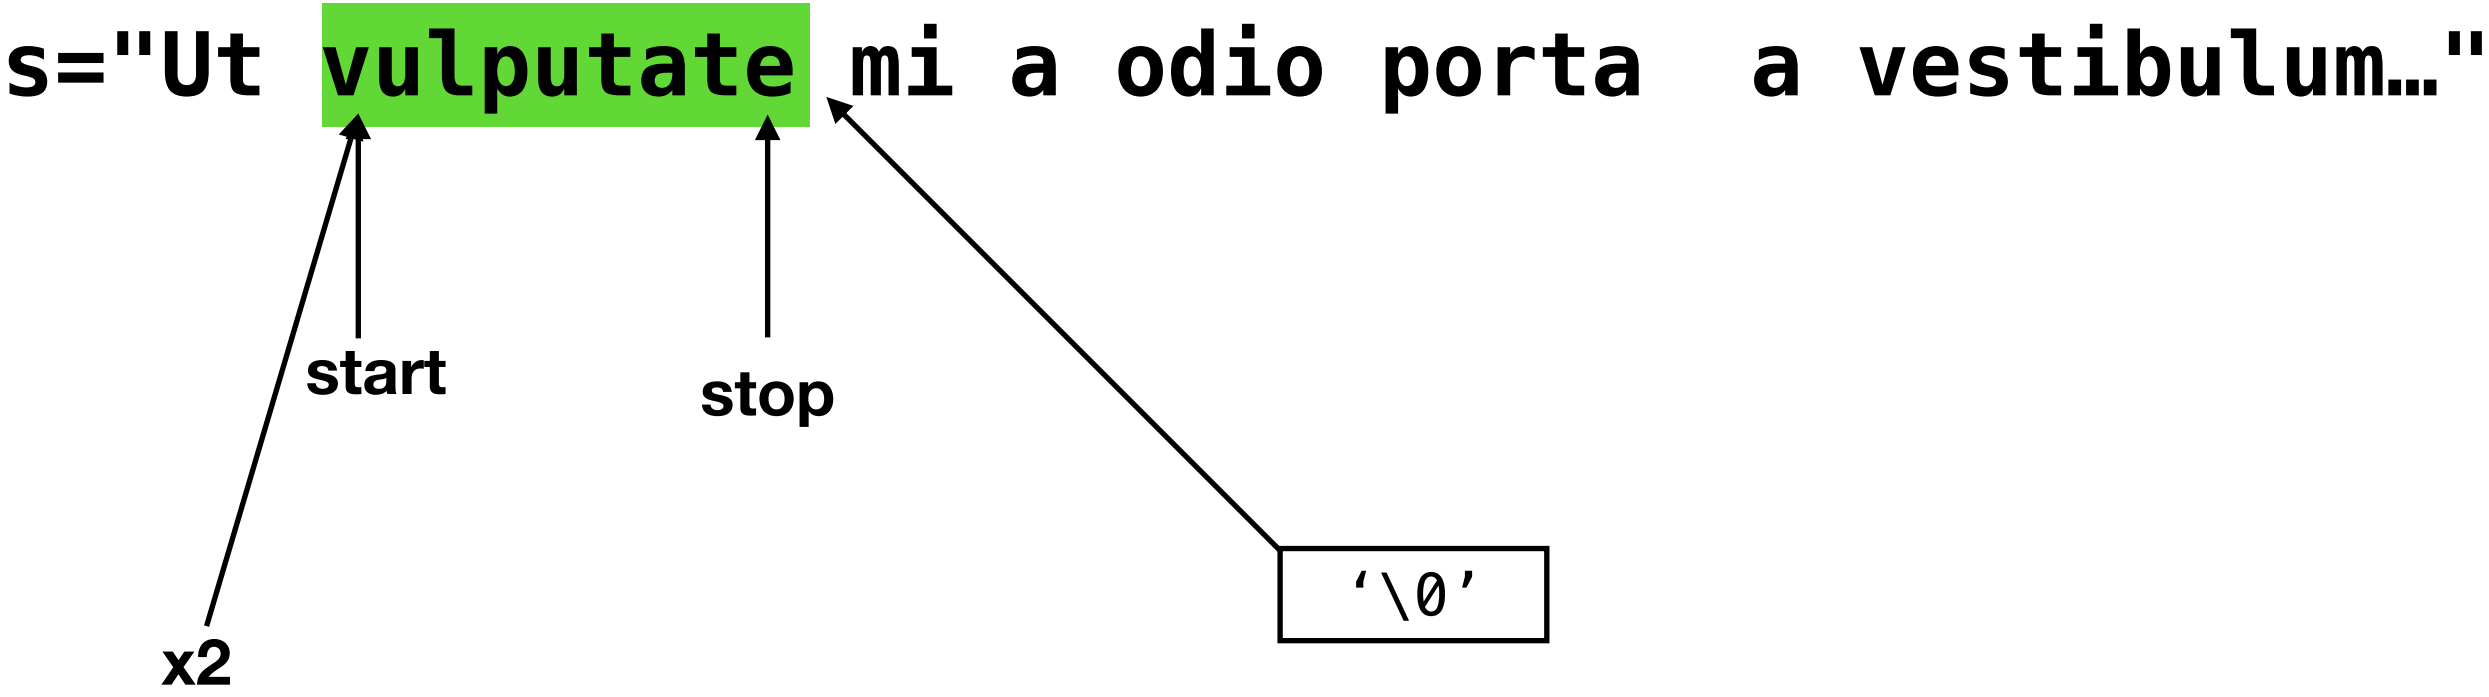 s="Ut vulputate mi a odio porta  a vestibulum…"
start
stop
‘\0’
x2